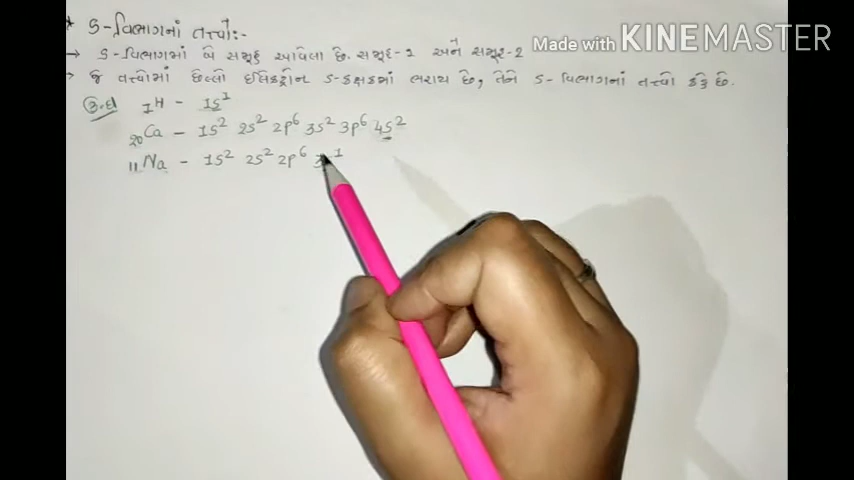 * S-વિભાગનાં તત્ત્વો:-
→ S-વિભાગમાં બે સમૂહ આવેલા છે. સમૂહ-1 અને સમૂહ-2
→ જે તત્ત્વોમાં છેલ્લો ઈલેક્ટ્રોન S-કક્ષકમાં ભરાય છે, તેને S-વિભાગનાં તત્ત્વો કહે છે.
ઉ.દા ₁H - 1S¹
₂₀Ca - 1S² 2S² 2p⁶ 3S² 3p⁶ 4S²
₁₁Na - 1S² 2S² 2p⁶
Made with KINEMASTER